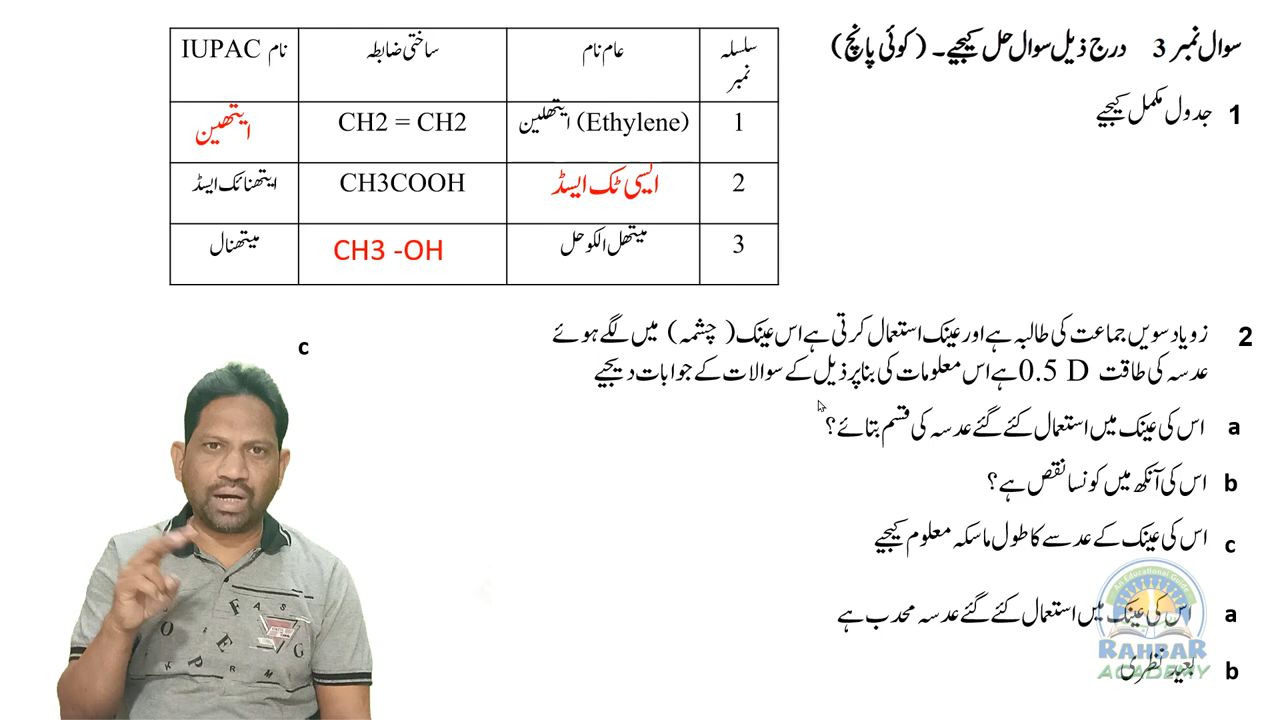 سوال نمبر 3 درج ذیل سوال حل کیجیے۔ (کوئی پانچ)
1 جدول مکمل کیجیے
سلسلہ نمبر عام نام ساختی ضابطہ IUPAC نام
1 ایتھلین (Ethylene) CH2 = CH2 ایتھین
2 ایسی ٹک ایسڈ CH3COOH ایتھنائک ایسڈ
3 میتھل الکوحل CH3 -OH میتھنال
2 زویا دسویں جماعت کی طالبہ ہے اور عینک استعمال کرتی ہے اس عینک (چشمہ) میں لگے ہوئے
عدسہ کی طاقت 0.5 D ہے اس معلومات کی بنا پر ذیل کے سوالات کے جوابات دیجیے
c
a اس کی عینک میں استعمال کئے گئے عدسہ کی قسم بتائے؟
b اس کی آنکھ میں کونسا نقص ہے؟
c اس کی عینک کے عدسے کا طول ماسکہ معلوم کیجیے
a اس کی عینک میں استعمال کئے گئے عدسہ محدب ہے
b بعید نظری
An Educational Guide
RAHBAR
ACADEMY